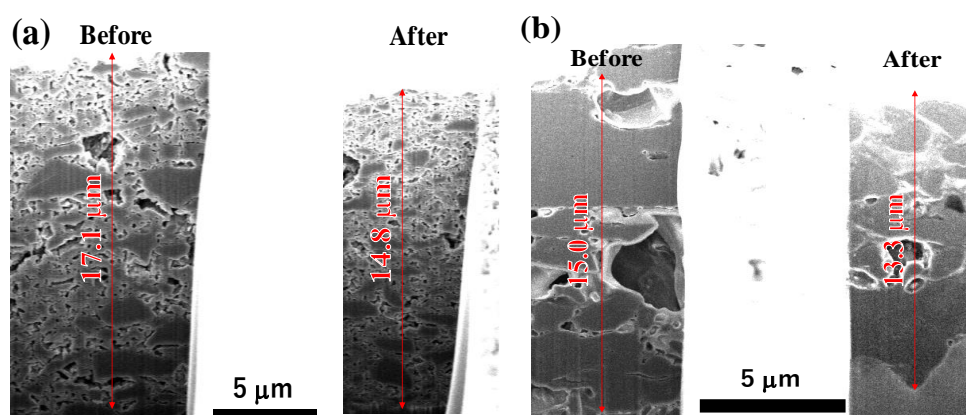 (a)
Before
After
17.1 μm
14.8 μm
5 μm
(b)
Before
After
15.0 μm
13.3 μm
5 μm